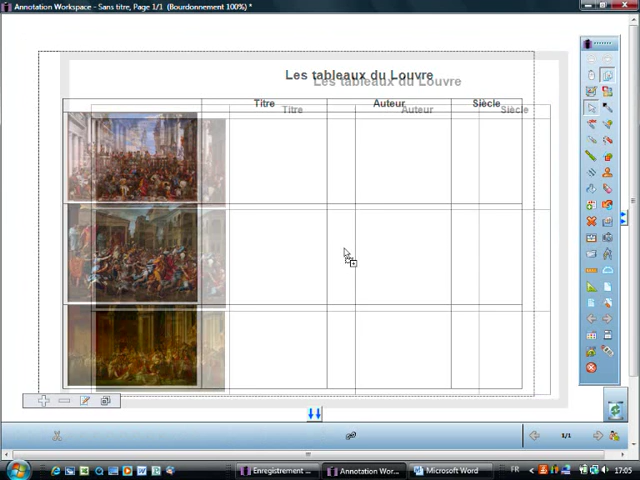 Annotation Workspace - Sans titre, Page 1/1 (Bourdonnement 100%) *
Les tableaux du Louvre
Les tableaux du Louvre
Titre Auteur Siècle
Titre Auteur Siècle
1/1
Enregistrement ... Annotation Wor... Microsoft Word FR 17:05